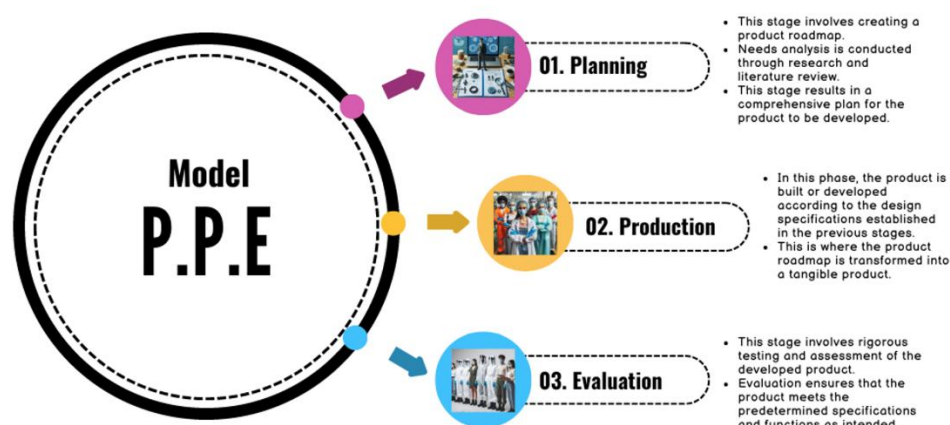 Model
P.P.E
01. Planning
• This stage involves creating a
product roadmap.
• Needs analysis is conducted
through research and
literature review.
• This stage results in a
comprehensive plan for the
product to be developed.
02. Production
• In this phase, the product is
built or developed
according to the design
specifications established
in the previous stages.
• This is where the product
roadmap is transformed into
a tangible product.
03. Evaluation
• This stage involves rigorous
testing and assessment of the
developed product.
• Evaluation ensures that the
product meets the
predetermined specifications
and functions as intended